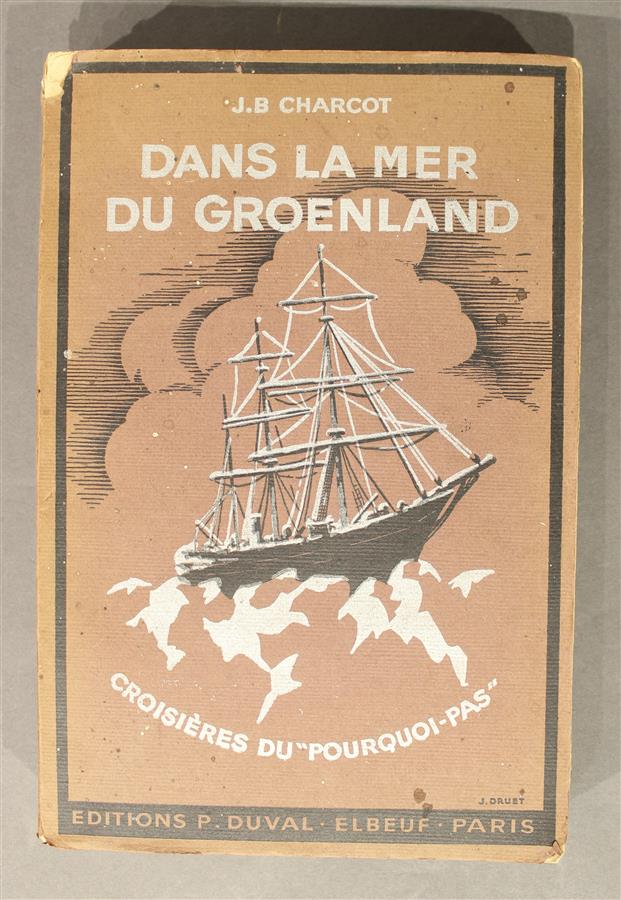 J.B CHARCOT
DANS LA MER
DU GROENLAND
CROISIÈRES DU "POURQUOI-PAS"
J. DRUET
EDITIONS P. DUVAL · ELBEUF · PARIS